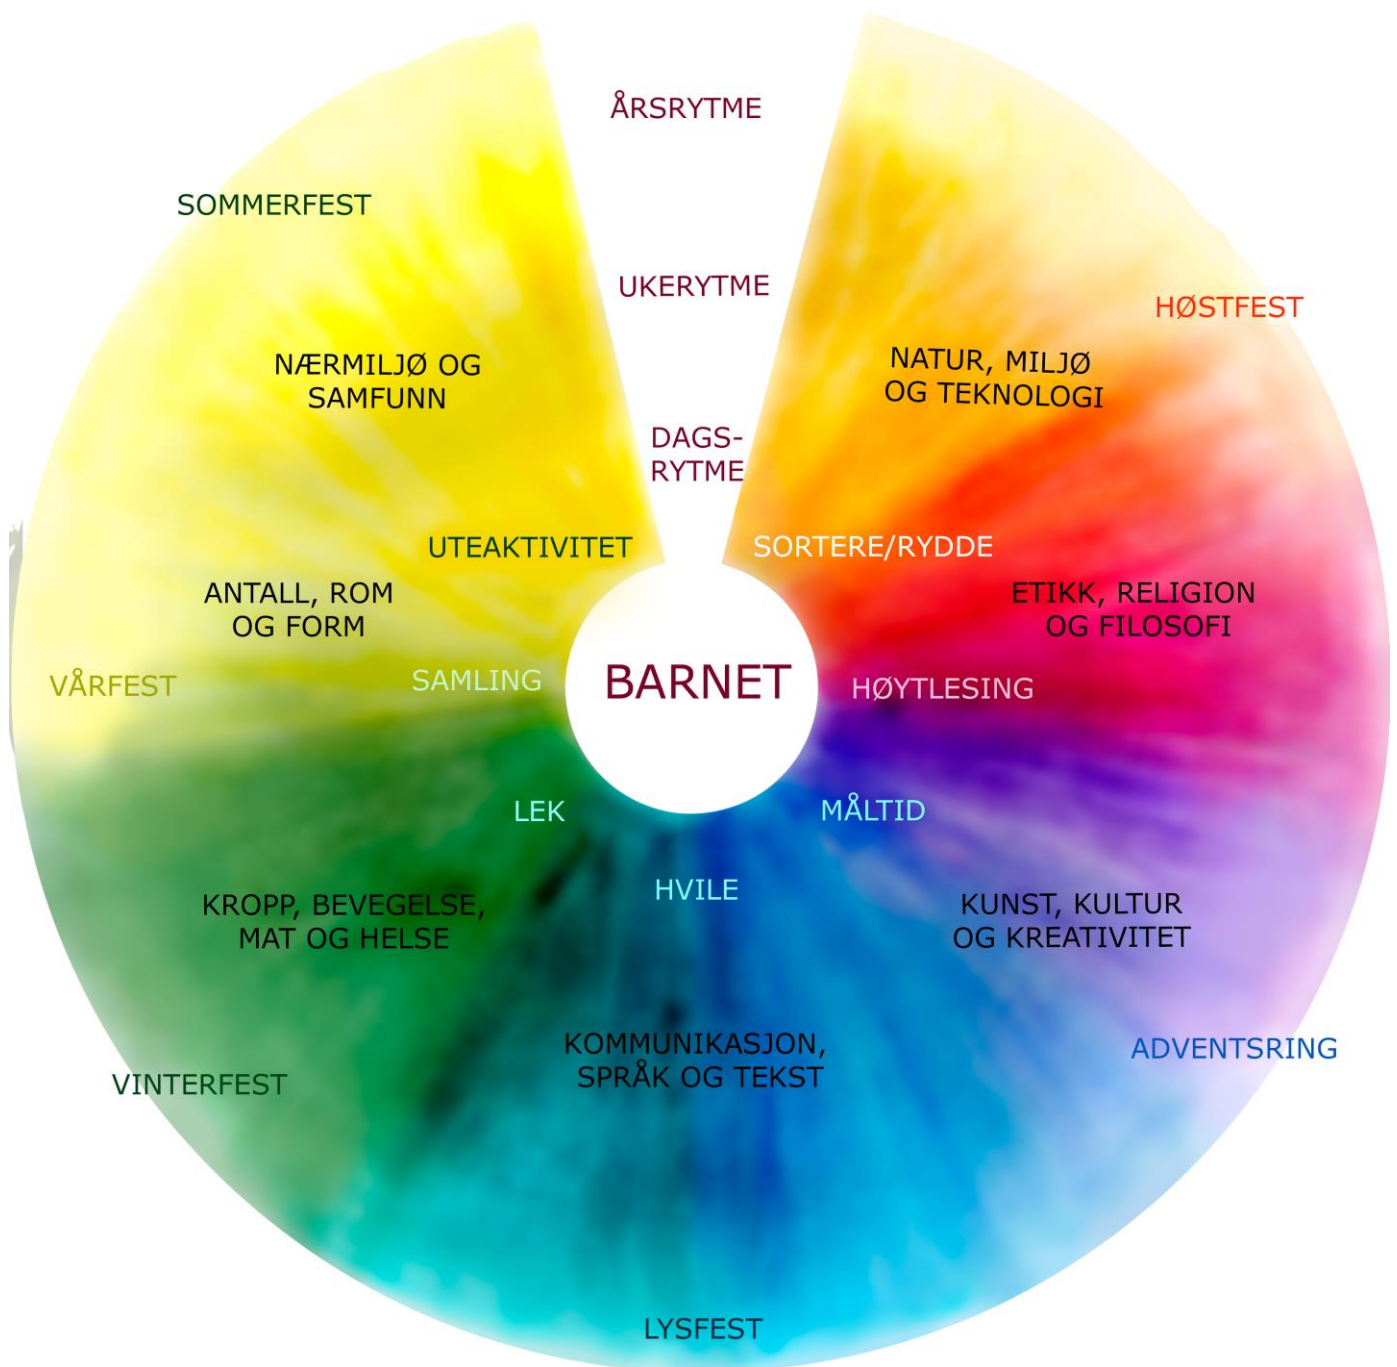 ÅRSRYTME
SOMMERFEST
UKERYTME
HØSTFEST
NÆRMILJØ OG
SAMFUNN
NATUR, MILJØ
OG TEKNOLOGI
DAGS-
RYTME
UTEAKTIVITET
SORTERE/RYDDE
ANTALL, ROM
OG FORM
ETIKK, RELIGION
OG FILOSOFI
VÅRFEST
SAMLING
BARNET
HØYTLESING
LEK
MÅLTID
HVILE
KROPP, BEVEGELSE,
MAT OG HELSE
KUNST, KULTUR
OG KREATIVITET
KOMMUNIKASJON,
SPRÅK OG TEKST
ADVENTSRING
VINTERFEST
LYSFEST